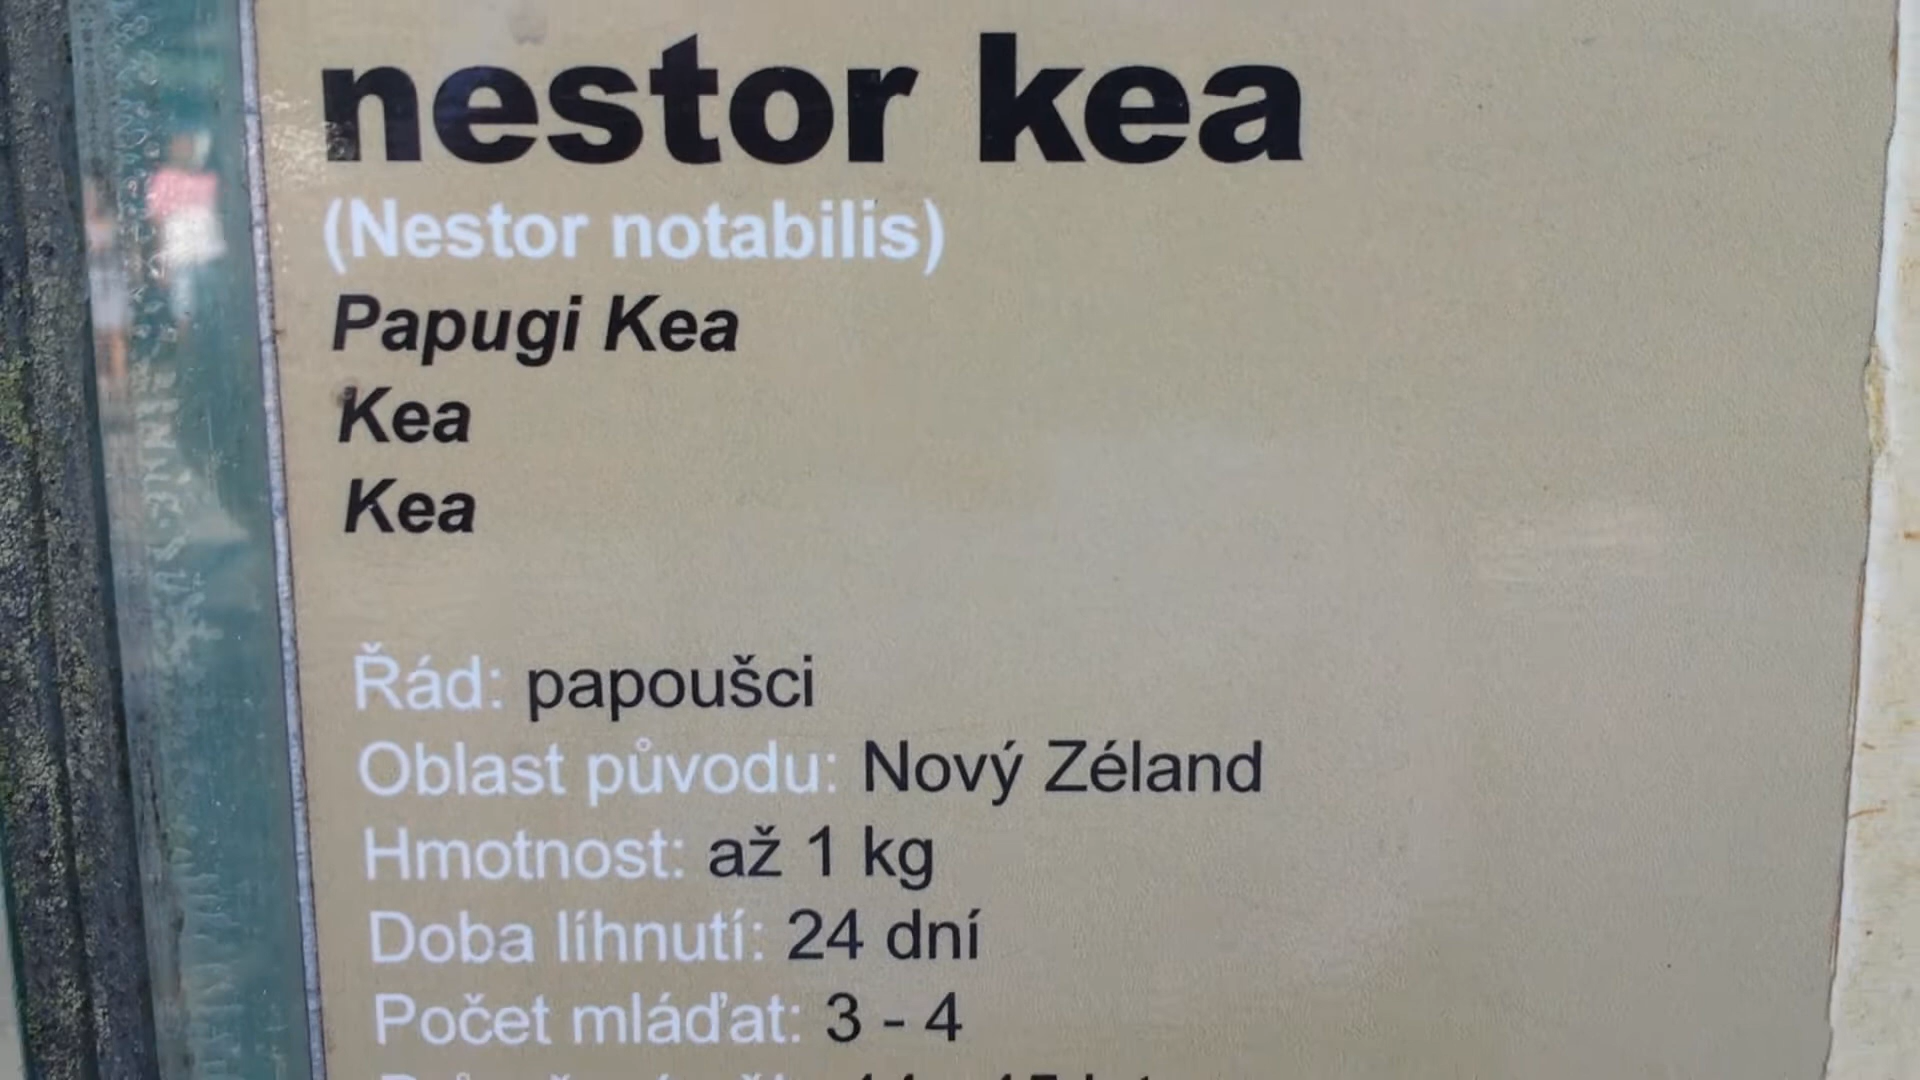 nestor kea
(Nestor notabilis)
Papugi Kea
Kea
Kea
Řád: papoušci
Oblast původu: Nový Zéland
Hmotnost: až 1 kg
Doba líhnutí: 24 dní
Počet mláďat: 3 - 4